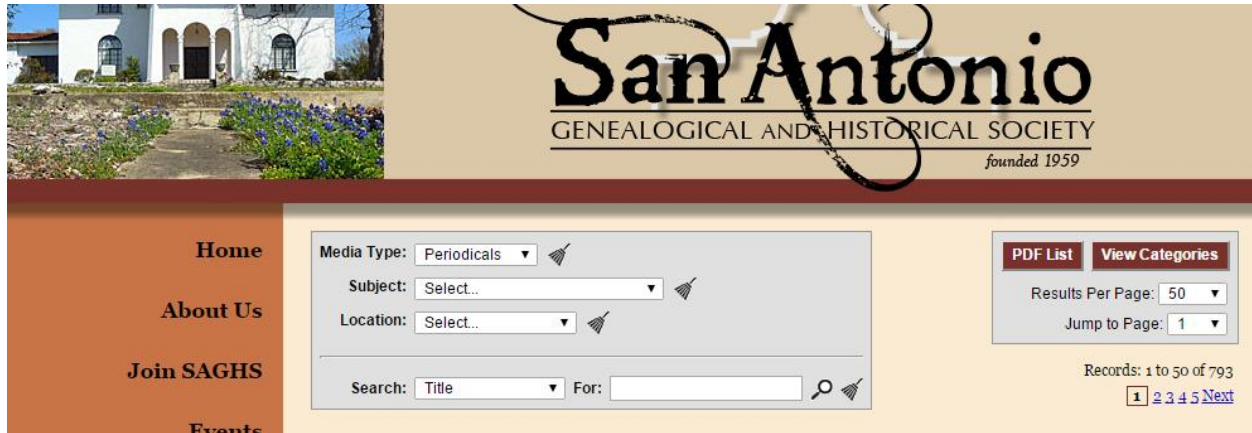 San Antonio
GENEALOGICAL AND HISTORICAL SOCIETY
founded 1959
Home
About Us
Join SAGHS
Events
Media Type: Periodicals
Subject: Select...
Location: Select...
Search: Title For:
PDF List View Categories
Results Per Page: 50
Jump to Page: 1
Records: 1 to 50 of 793
1 2 3 4 5 Next